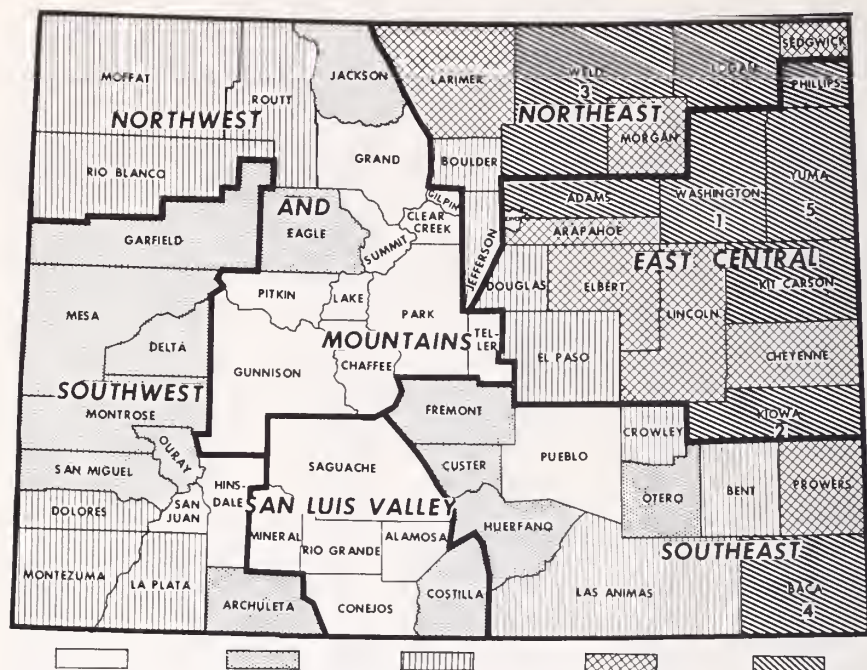 SEDGWICK
JACKSON
LARIMER
WELD
LOGAN
PHILLIPS
MOFFAT
ROUTT
3
NORTHWEST
NORTHEAST
MORGAN
GRAND
BOULDER
RIO BLANCO
YUMA
GILPIN
ADAMS
WASHINGTON
AND
CLEAR
CREEK
1
5
EAGLE
ARAPAHOE
GARFIELD
SUMMIT
JEFFERSON
EAST CENTRAL
DOUGLAS
ELBERT
KIT CARSON
PITKIN
LAKE
PARK
MESA
LINCOLN
TEL-
LER
MOUNTAINS
DELTA
EL PASO
CHEYENNE
GUNNISON
CHAFFEE
SOUTHWEST
MONTROSE
FREMONT
KIOWA
2
OURAY
CROWLEY
PUEBLO
SAGUACHE
SAN MIGUEL
CUSTER
HINS-
DALE
OTERO
BENT
PROWERS
SAN
JUAN
SAN LUIS VALLEY
DOLORES
HUERFANO
MINERAL
RIO GRANDE
ALAMOSA
SOUTHEAST
MONTEZUMA
LA PLATA
LAS ANIMAS
BACA
COSTILLA
4
ARCHULETA
CONEJOS